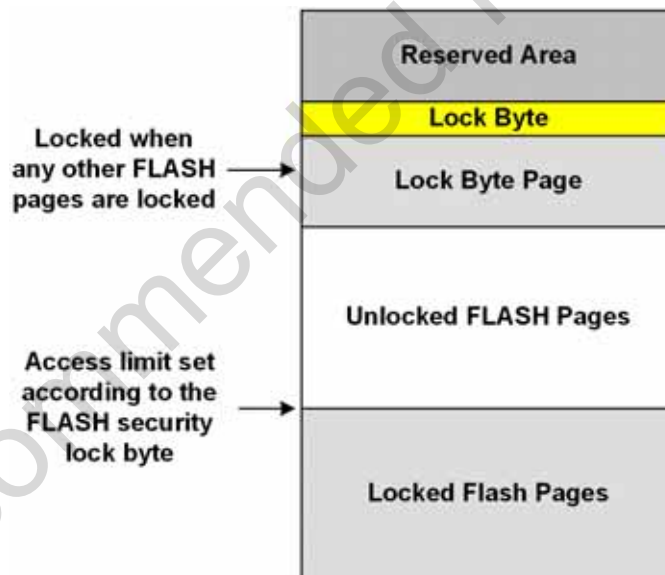 Reserved Area
Lock Byte
Locked when
any other FLASH
pages are locked
Lock Byte Page
Unlocked FLASH Pages
Access limit set
according to the
FLASH security
lock byte
Locked Flash Pages